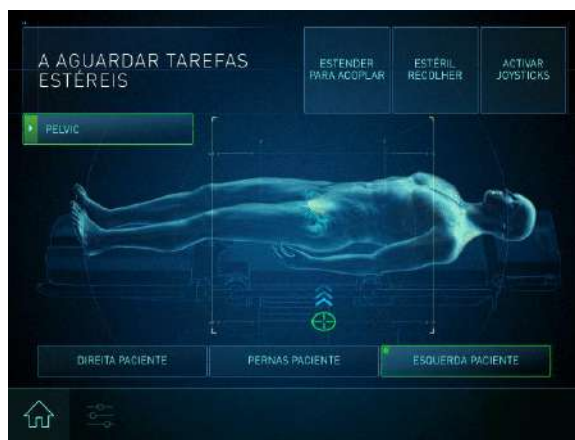 A AGUARDAR TAREFAS
ESTÉREIS
ESTENDER
PARA ACOPLAR
ESTÉRIL
RECOLHER
ACTIVAR
JOYSTICKS
PELVIC
DIREITA PACIENTE
PERNAS PACIENTE
ESQUERDA PACIENTE